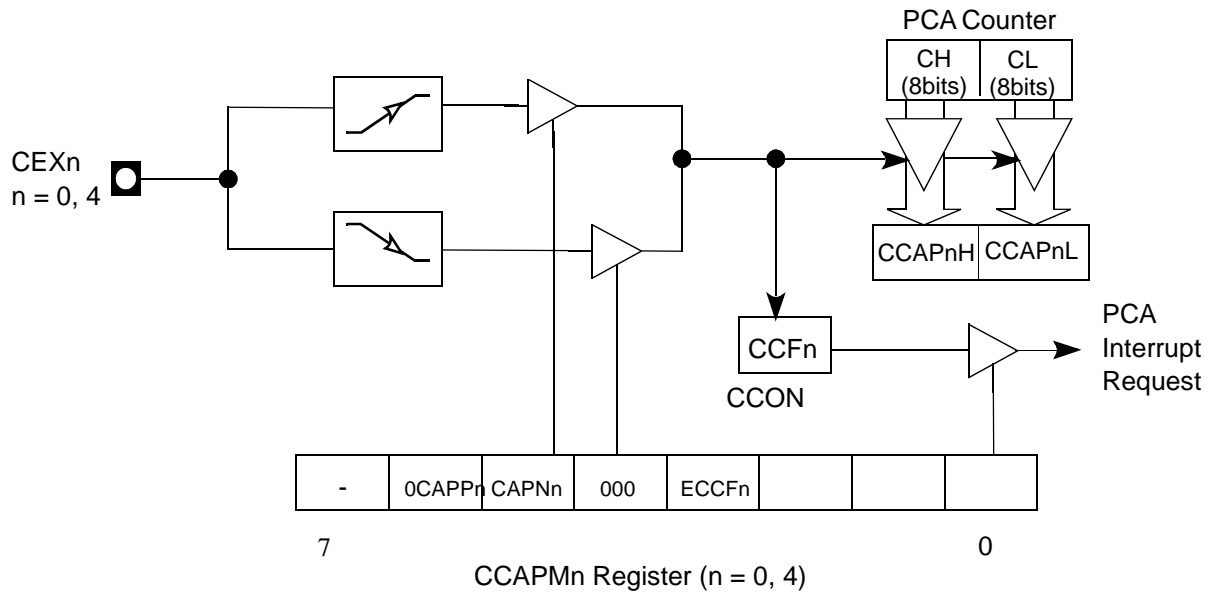 PCA Counter
CH CL
(8bits) (8bits)
CEXn
n = 0, 4
CCAPnH CCAPnL
CCFn
CCON
PCA
Interrupt
Request
- 0CAPPn CAPNn 000 ECCFn
7 0
CCAPMn Register (n = 0, 4)